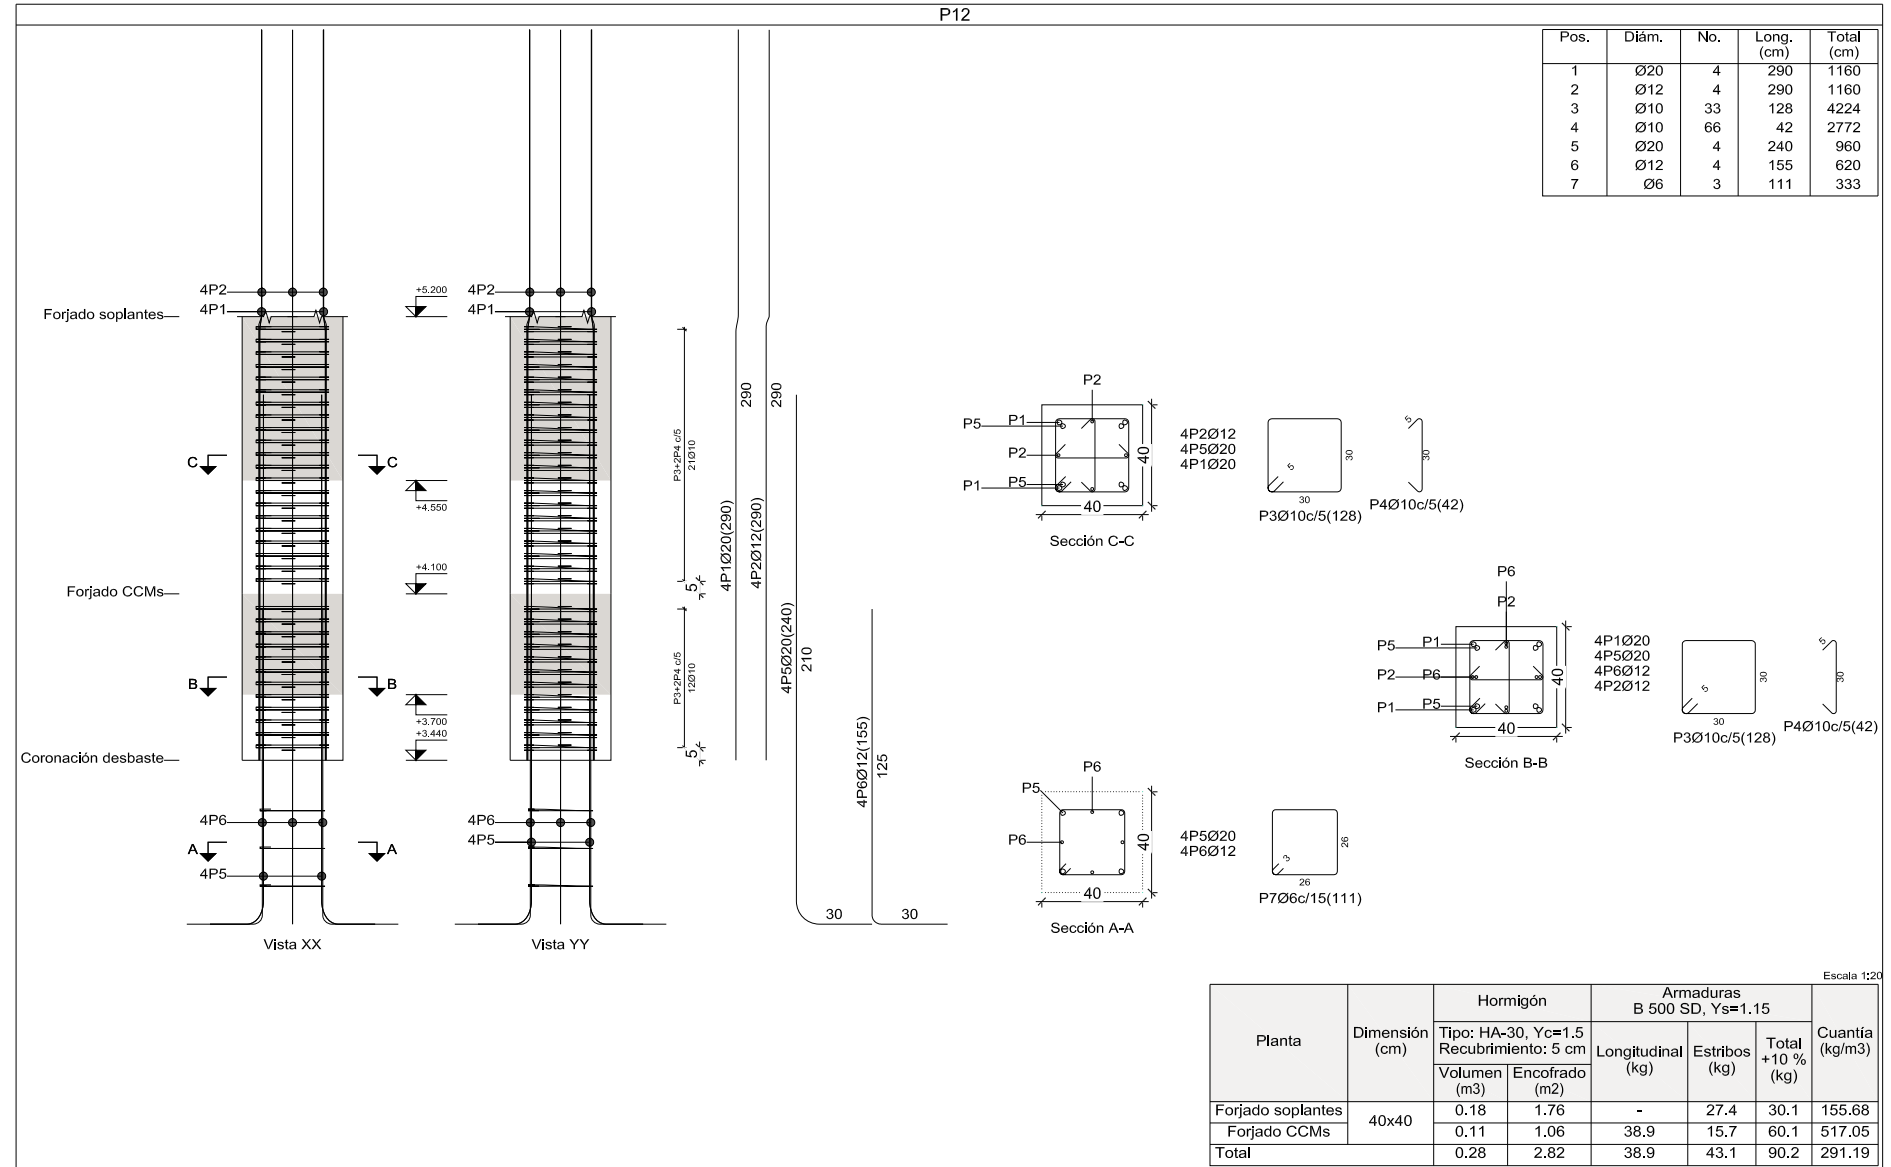 P12
Pos. Diám. No. Long. (cm) Total (cm)
1 Ø20 4 290 1160
2 Ø12 4 290 1160
3 Ø10 33 128 4224
4 Ø10 66 42 2772
5 Ø20 4 240 960
6 Ø12 4 155 620
7 Ø6 3 111 333
4P2
4P1
Forjado soplantes
C C
Forjado CCMs
B B
Coronación desbaste
4P6
A A
4P5
Vista XX
+5.200
+4.550
+4.100
+3.700
+3.440
4P2
4P1
4P6
4P5
Vista YY
P3+2P4 c/5
21Ø10
5
P3+2P4 c/5
12Ø10
5
4P1Ø20(290)
290
4P2Ø12(290)
290
4P5Ø20(240)
210
30
4P6Ø12(155)
125
30
P2
P5 P1
P2
P1 P5
40
40
Sección C-C
4P2Ø12
4P5Ø20
4P1Ø20
5
30
30
P3Ø10c/5(128)
5
30
P4Ø10c/5(42)
P6
P2
P5 P1
P2 P6
P1 P5
40
40
Sección B-B
4P1Ø20
4P5Ø20
4P6Ø12
4P2Ø12
5
30
30
P3Ø10c/5(128)
5
30
P4Ø10c/5(42)
P6
P5
P6
40
40
Sección A-A
4P5Ø20
4P6Ø12
3
26
26
P7Ø6c/15(111)
Escala 1:20
Planta
Dimensión (cm)
Hormigón
Tipo: HA-30, Yc=1.5
Recubrimiento: 5 cm
Volumen (m3)
Encofrado (m2)
Armaduras
B 500 SD, Ys=1.15
Longitudinal (kg)
Estribos (kg)
Total +10 % (kg)
Cuantía (kg/m3)
Forjado soplantes 40x40 0.18 1.76 - 27.4 30.1 155.68
Forjado CCMs 0.11 1.06 38.9 15.7 60.1 517.05
Total 0.28 2.82 38.9 43.1 90.2 291.19